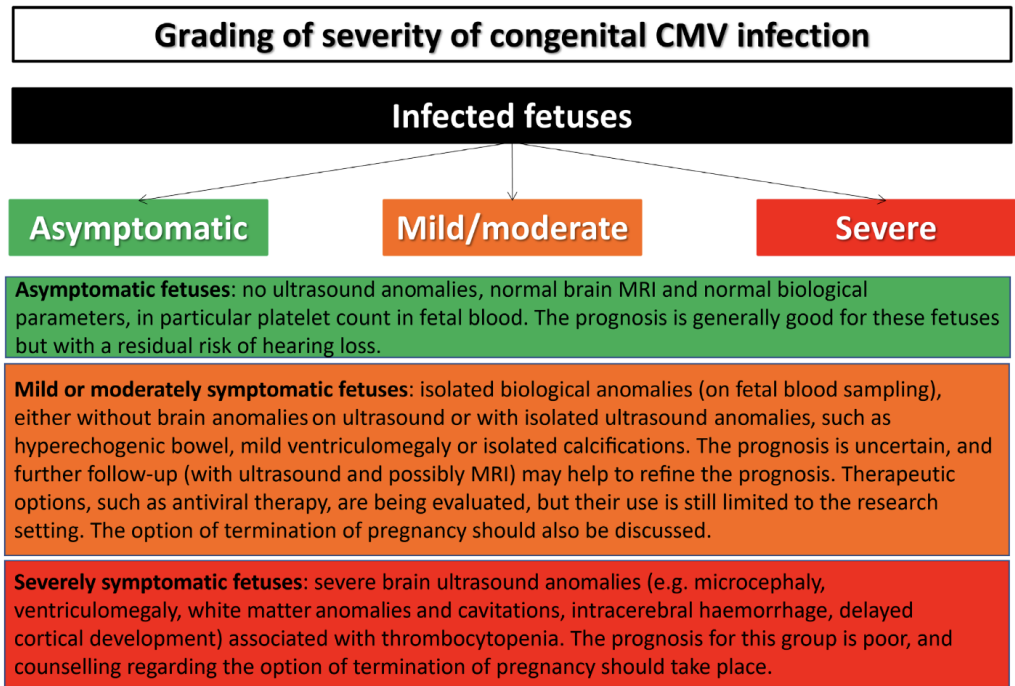 Grading of severity of congenital CMV infection
Infected fetuses
Asymptomatic
Mild/moderate
Severe
Asymptomatic fetuses: no ultrasound anomalies, normal brain MRI and normal biological
parameters, in particular platelet count in fetal blood. The prognosis is generally good for these fetuses
but with a residual risk of hearing loss.
Mild or moderately symptomatic fetuses: isolated biological anomalies (on fetal blood sampling),
either without brain anomalies on ultrasound or with isolated ultrasound anomalies, such as
hyperechogenic bowel, mild ventriculomegaly or isolated calcifications. The prognosis is uncertain, and
further follow-up (with ultrasound and possibly MRI) may help to refine the prognosis. Therapeutic
options, such as antiviral therapy, are being evaluated, but their use is still limited to the research
setting. The option of termination of pregnancy should also be discussed.
Severely symptomatic fetuses: severe brain ultrasound anomalies (e.g. microcephaly,
ventriculomegaly, white matter anomalies and cavitations, intracerebral haemorrhage, delayed
cortical development) associated with thrombocytopenia. The prognosis for this group is poor, and
counselling regarding the option of termination of pregnancy should take place.